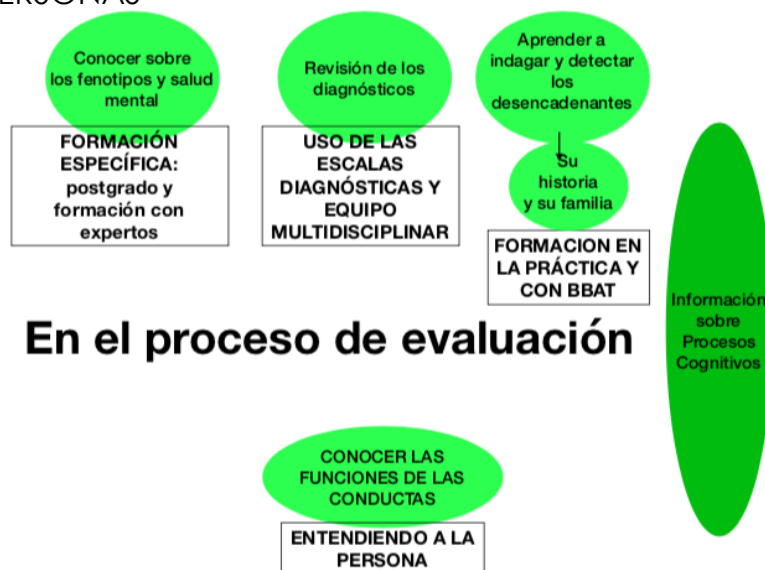 ERSONAS
Conocer sobre
los fenotipos y salud
mental
FORMACIÓN
ESPECÍFICA:
postgrado y
formación con
expertos
Revisión de los
diagnósticos
USO DE LAS
ESCALAS
DIAGNÓSTICAS Y
EQUIPO
MULTIDISCIPLINAR
Aprender a
indagar y detectar
los
desencadenantes
Su
historia
y su familia
FORMACION EN
LA PRÁCTICA Y
CON BBAT
Información
sobre
Procesos
Cognitivos
En el proceso de evaluación
CONOCER LAS
FUNCIONES DE LAS
CONDUCTAS
ENTENDIENDO A LA
PERSONA